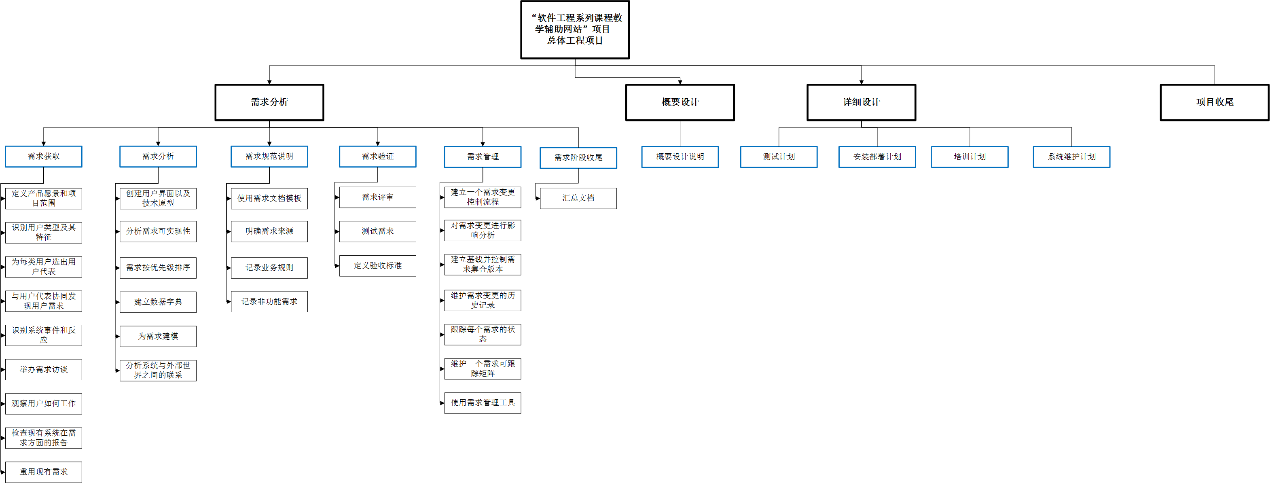 “软件工程系列课程教
学辅助网站”项目
总体工程项目
需求分析
概要设计
详细设计
项目收尾
需求获取
需求分析
需求规范说明
需求验证
需求管理
需求阶段收尾
概要设计说明
测试计划
安装部署计划
培训计划
系统维护计划
定义产品愿景和项
目范围
识别用户类型及其
特征
为每类用户选出用
户代表
与用户代表协同发
现用户需求
识别系统事件和反
应
举办需求访谈
观察用户如何工作
检查现有系统在需
求方面的报告
重用现有需求
创建用户界面以及
技术原型
分析需求可实现性
需求按优先级排序
建立数据字典
为需求建模
分析系统与外部世
界之间的联系
使用需求文档模板
明确需求来源
记录业务规则
记录非功能需求
需求评审
测试需求
定义验收标准
建立一个需求变更
控制流程
对需求变更进行影
响分析
建立基线并控制需
求集合版本
维护需求变更的历
史记录
跟踪每个需求的状
态
维护一个需求可跟
踪矩阵
使用需求管理工具
汇总文档